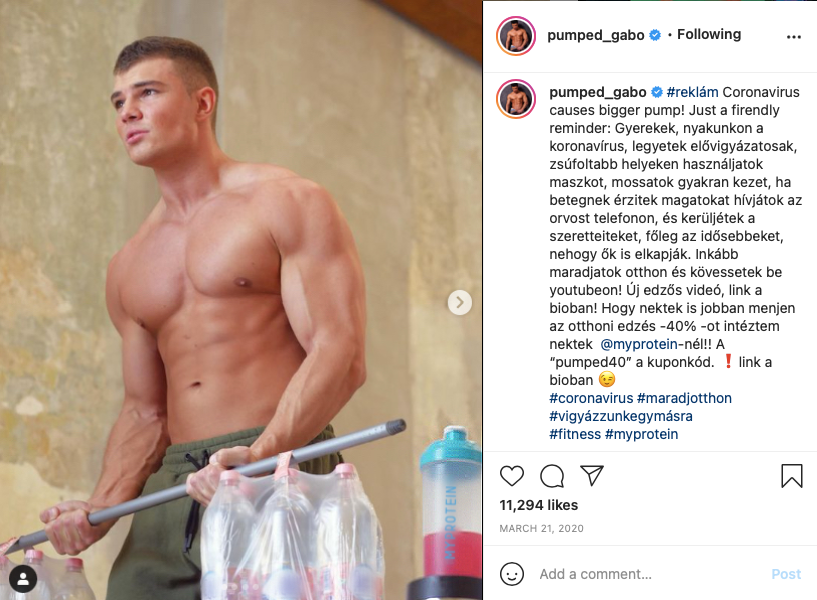 pumped_gabo • Following
pumped_gabo #reklám Coronavirus
causes bigger pump! Just a firendly
reminder: Gyerekek, nyakunkon a
koronavírus, legyetek elővigyázatosak,
zsúfoltabb helyeken használjatok
maszkot, mossatok gyakran kezet, ha
betegnek érzitek magatokat hívjátok az
orvost telefonon, és kerüljétek a
szeretteiteket, főleg az idősebbeket,
nehogy ők is elkapják. Inkább
maradjatok otthon és kövessetek be
youtubeon! Új edzős videó, link a
bioban! Hogy nektek is jobban menjen
az otthoni edzés -40% -ot intéztem
nektek @myprotein-nél!! A
“pumped40” a kuponkód. ❗ link a
bioban 😉
#coronavirus #maradjotthon
#vigyázzunkegymásra
#fitness #myprotein
11,294 likes
MARCH 21, 2020
Add a comment... Post
MYPROTEIN